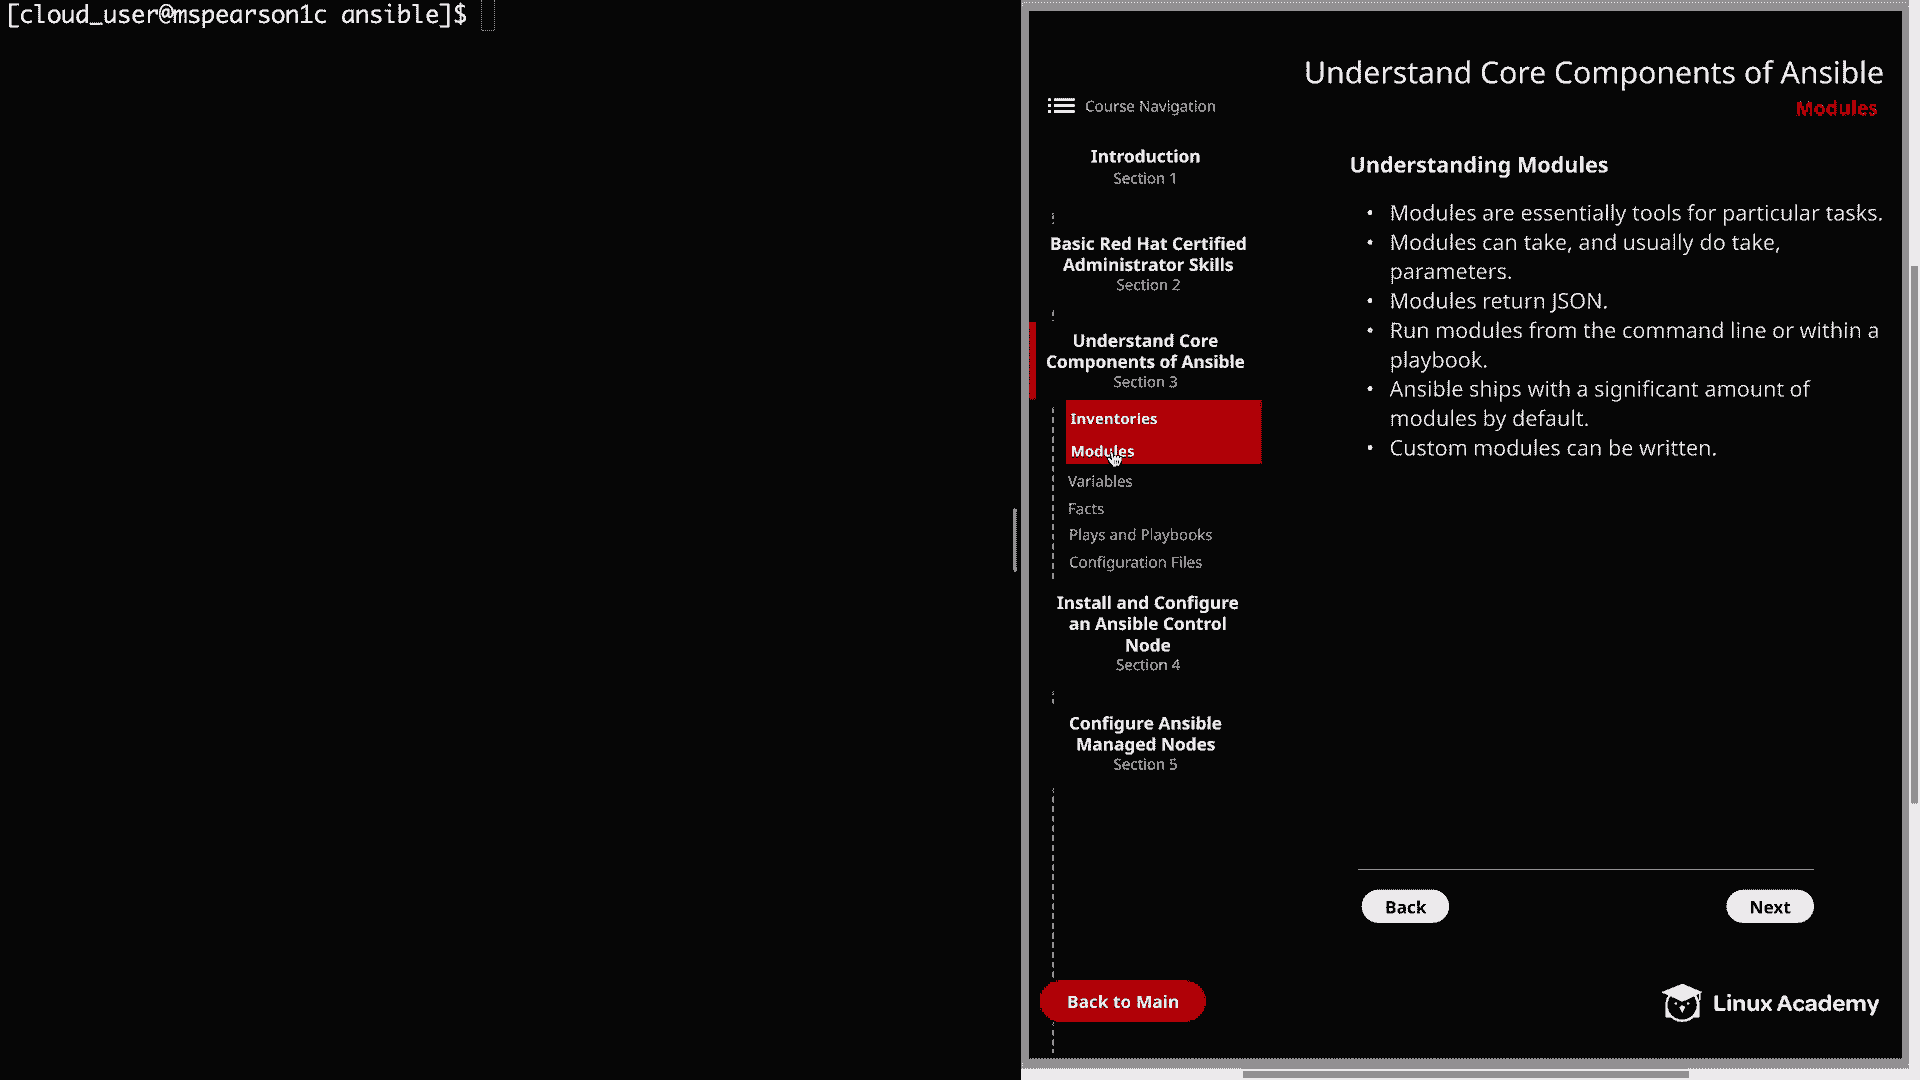 [cloud_user@mspearson1c ansible]$
Understand Core Components of Ansible
Modules
Course Navigation
Introduction
Section 1
Basic Red Hat Certified
Administrator Skills
Section 2
Understand Core
Components of Ansible
Section 3
Inventories
Modules
Variables
Facts
Plays and Playbooks
Configuration Files
Install and Configure
an Ansible Control
Node
Section 4
Configure Ansible
Managed Nodes
Section 5
Back to Main
Understanding Modules
• Modules are essentially tools for particular tasks.
• Modules can take, and usually do take,
parameters.
• Modules return JSON.
• Run modules from the command line or within a
playbook.
• Ansible ships with a significant amount of
modules by default.
• Custom modules can be written.
Back
Next
Linux Academy